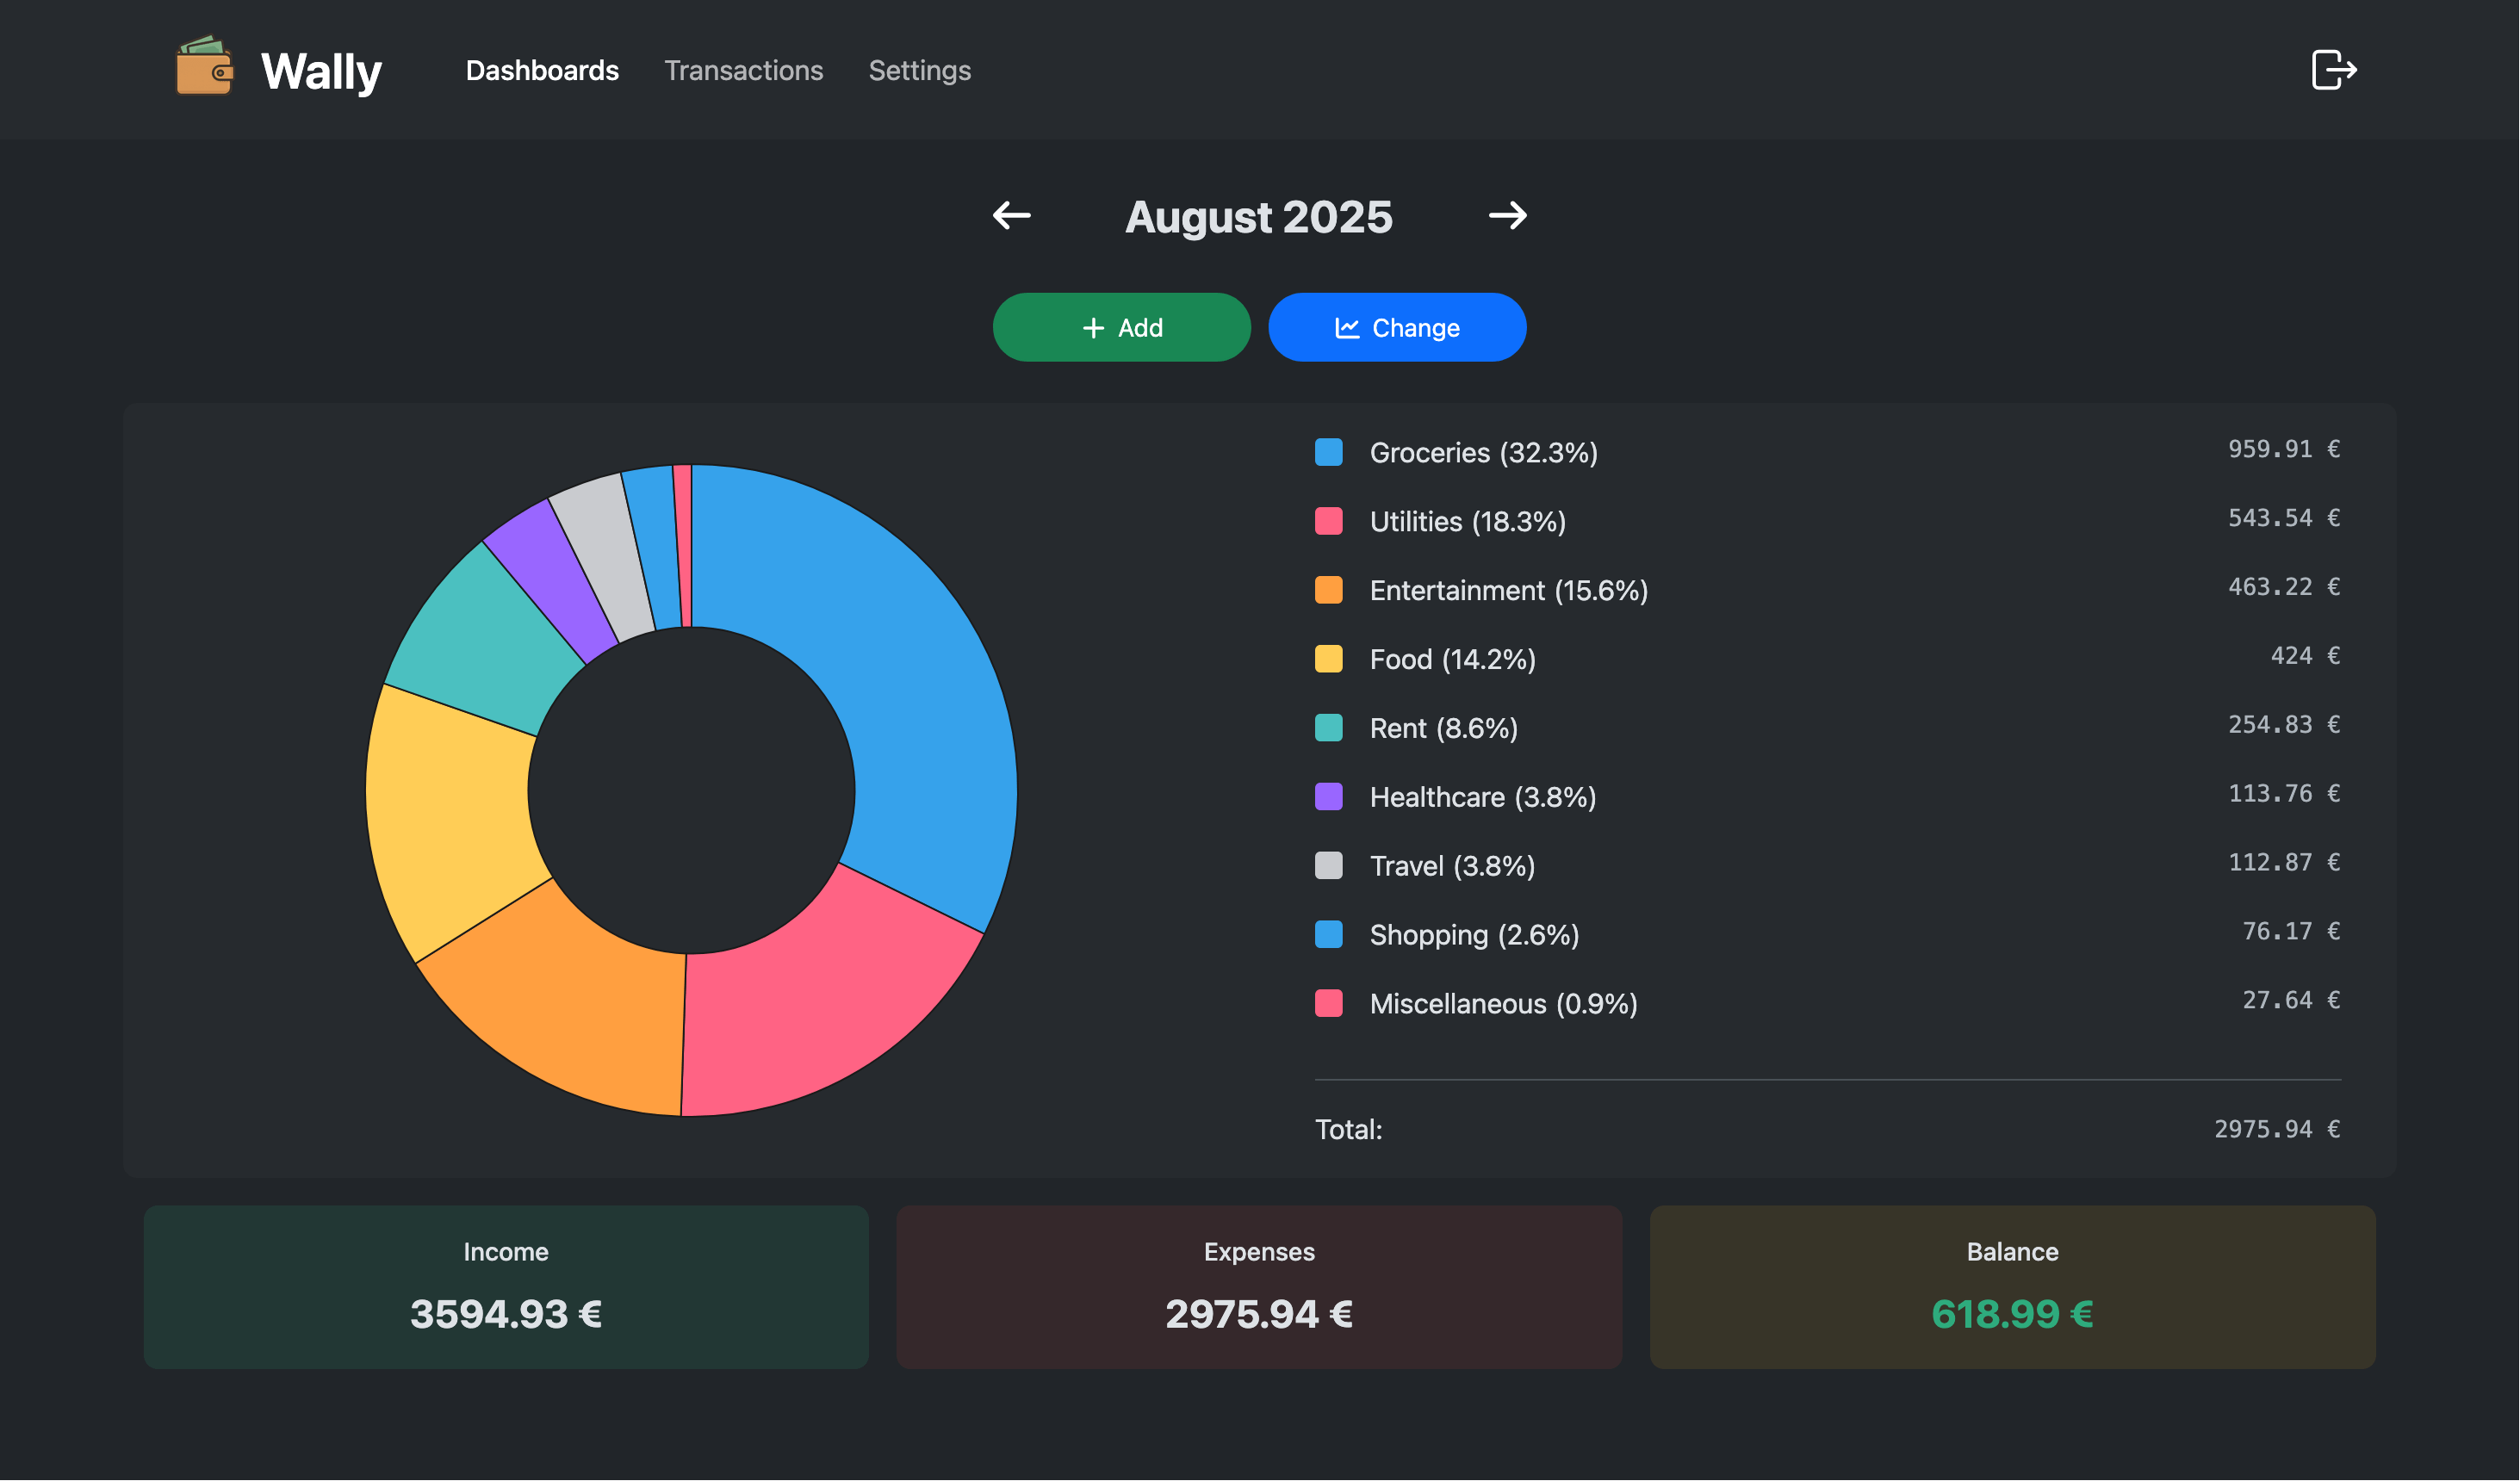 Wally Dashboards Transactions Settings
August 2025
Add Change
Groceries (32.3%) 959.91 €
Utilities (18.3%) 543.54 €
Entertainment (15.6%) 463.22 €
Food (14.2%) 424 €
Rent (8.6%) 254.83 €
Healthcare (3.8%) 113.76 €
Travel (3.8%) 112.87 €
Shopping (2.6%) 76.17 €
Miscellaneous (0.9%) 27.64 €
Total: 2975.94 €
Income Expenses Balance
3594.93 € 2975.94 € 618.99 €